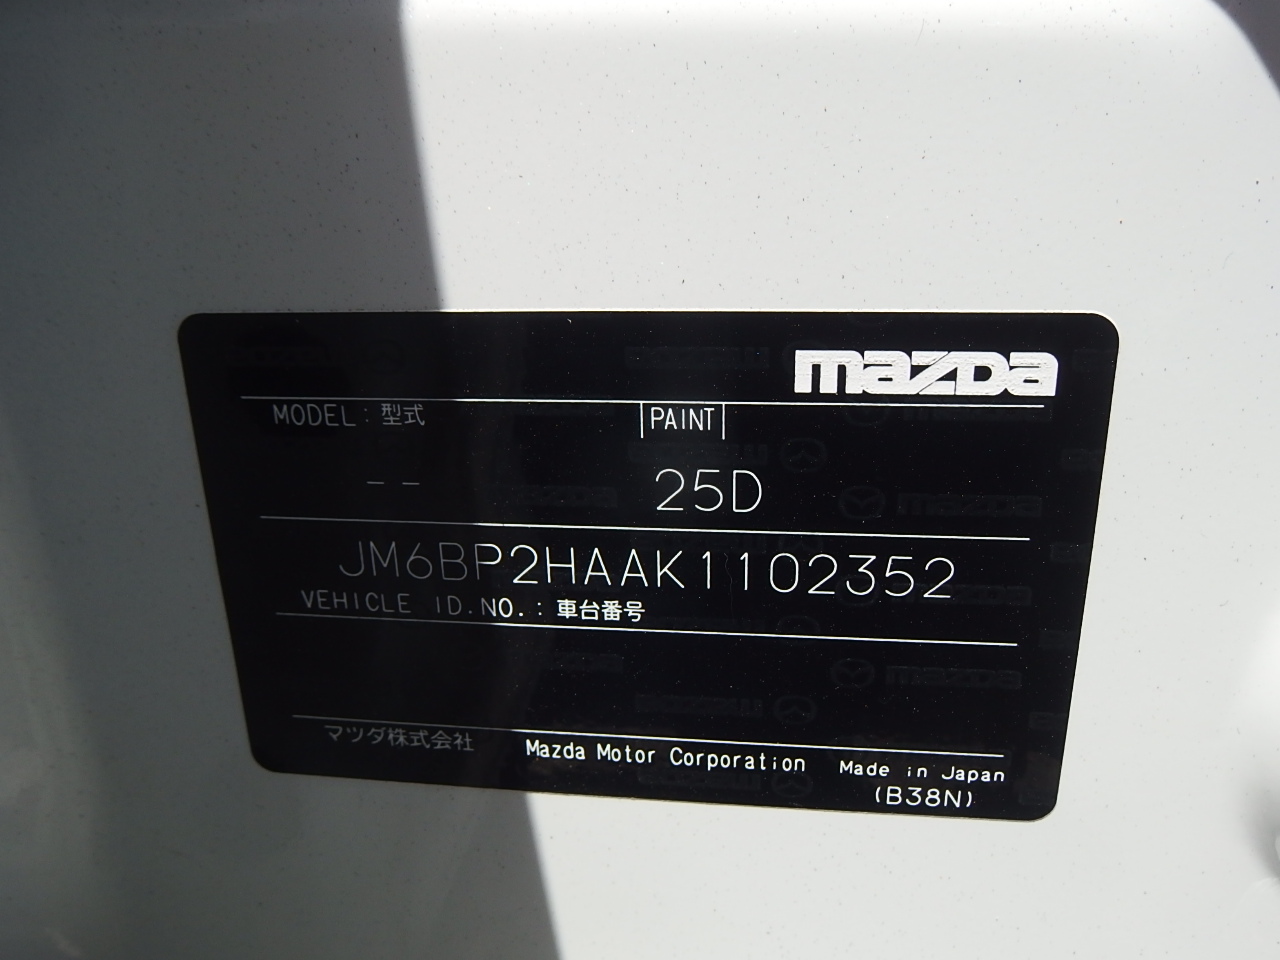 mazda
MODEL : 型式 PAINT
-- 25D
JM6BP2HAAK1102352
VEHICLE ID.NO. : 車台番号
マツダ株式会社 Mazda Motor Corporation Made in Japan
(B38N)